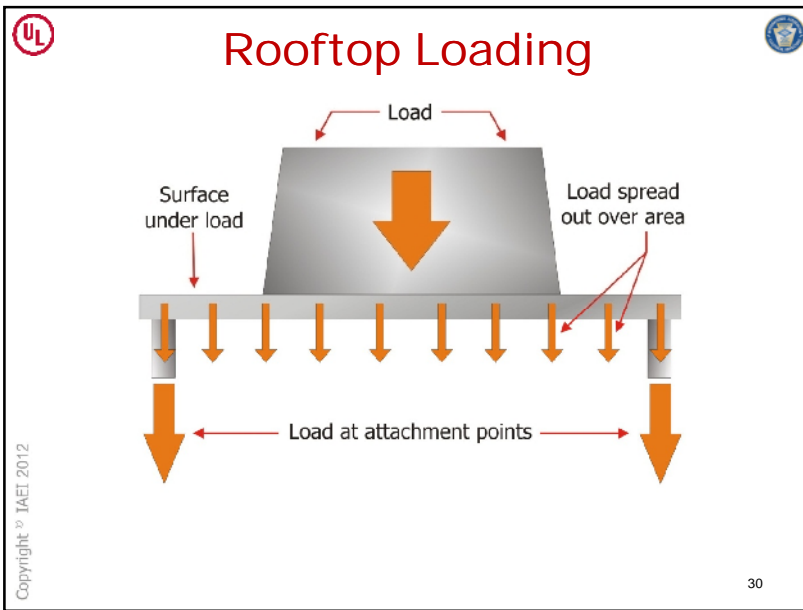 UL
Rooftop Loading
Load
Surface
under load
Load spread
out over area
Load at attachment points
Copyright © IAEI 2012
30